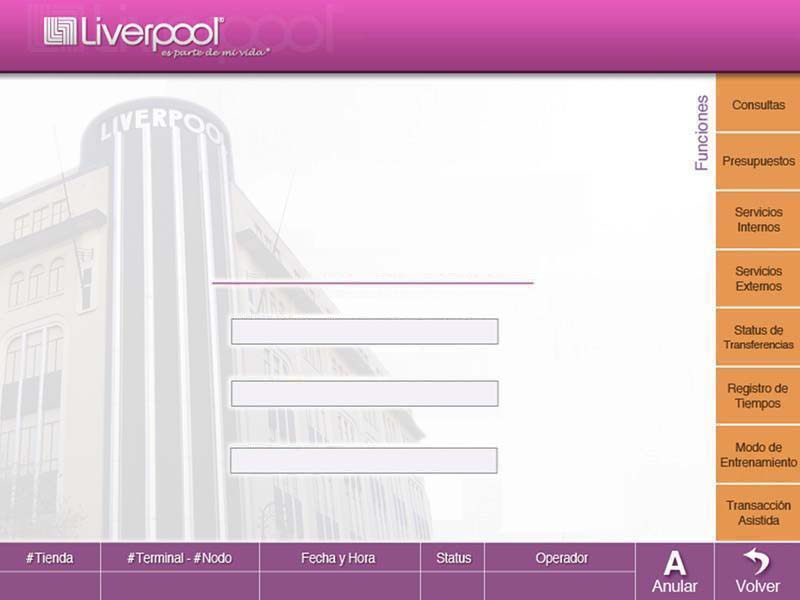 Liverpool®
es parte de mi vida*
LIVERPOO
Funciones
Consultas
Presupuestos
Servicios
Internos
Servicios
Externos
Status de
Transferencias
Registro de
Tiempos
Modo de
Entrenamiento
Transacción
Asistida
#Tienda
#Terminal - #Nodo
Fecha y Hora
Status
Operador
A
Anular
Volver